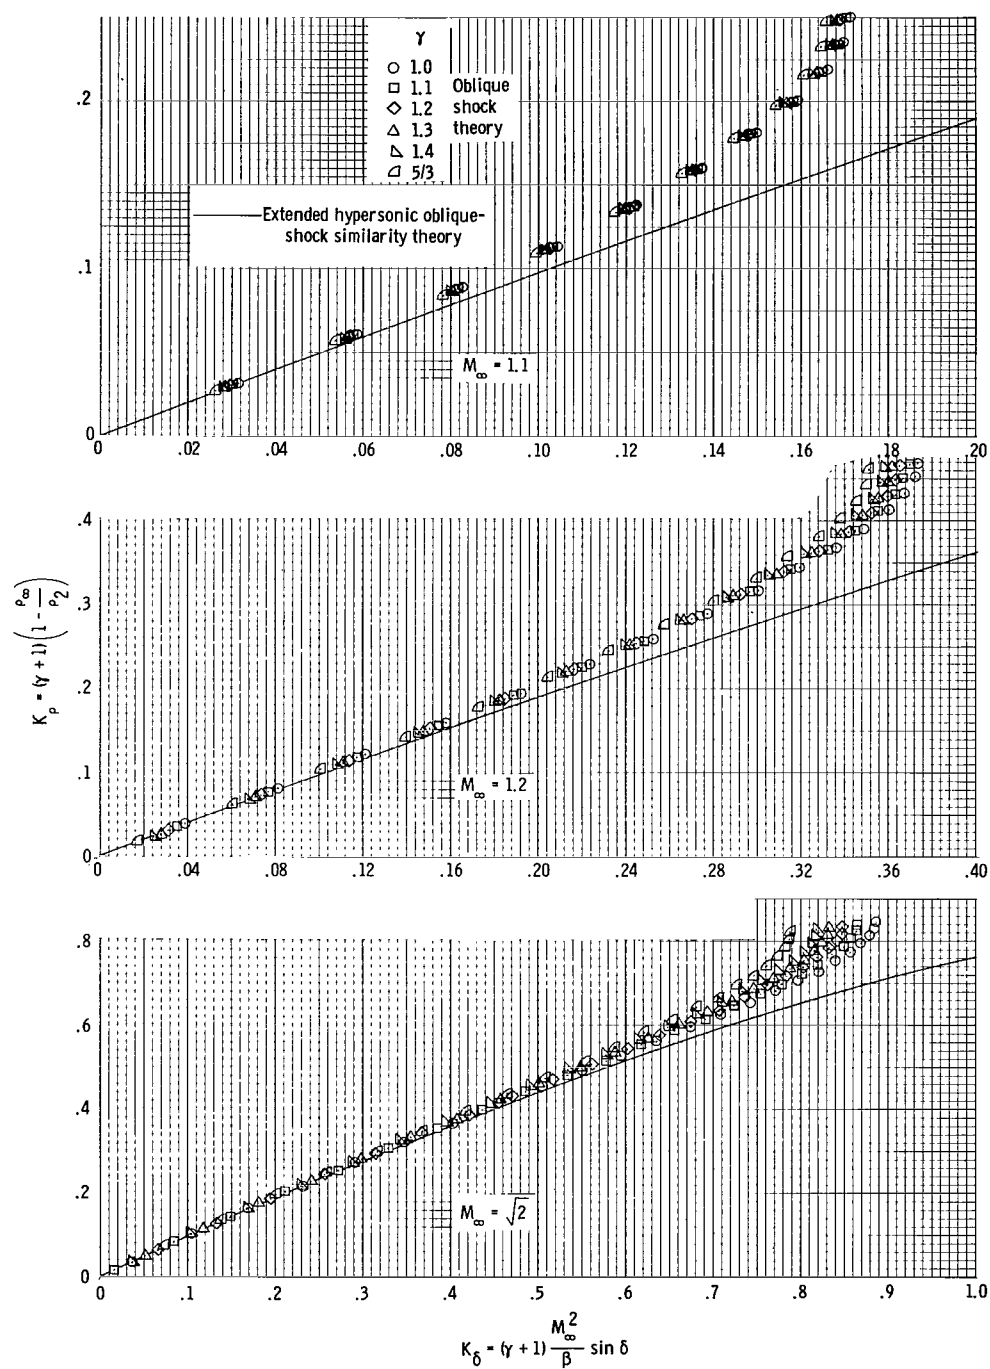 γ
1.0
1.1
1.2
1.3
1.4
5/3
Oblique
shock
theory
Extended hypersonic oblique-
shock similarity theory
M∞ = 1.1
.2
.1
0
0 .02 .04 .06 .08 .10 .12 .14 .16 .18 .20
M∞ = 1.2
.4
.3
.2
.1
0
0 .04 .08 .12 .16 .20 .24 .28 .32 .36 .40
Kρ = (γ + 1) (1 - ρ∞/ρ2)
M∞ = √2
.8
.6
.4
.2
0
0 .1 .2 .3 .4 .5 .6 .7 .8 .9 1.0
Kδ = (γ + 1) M∞²/β sin δ